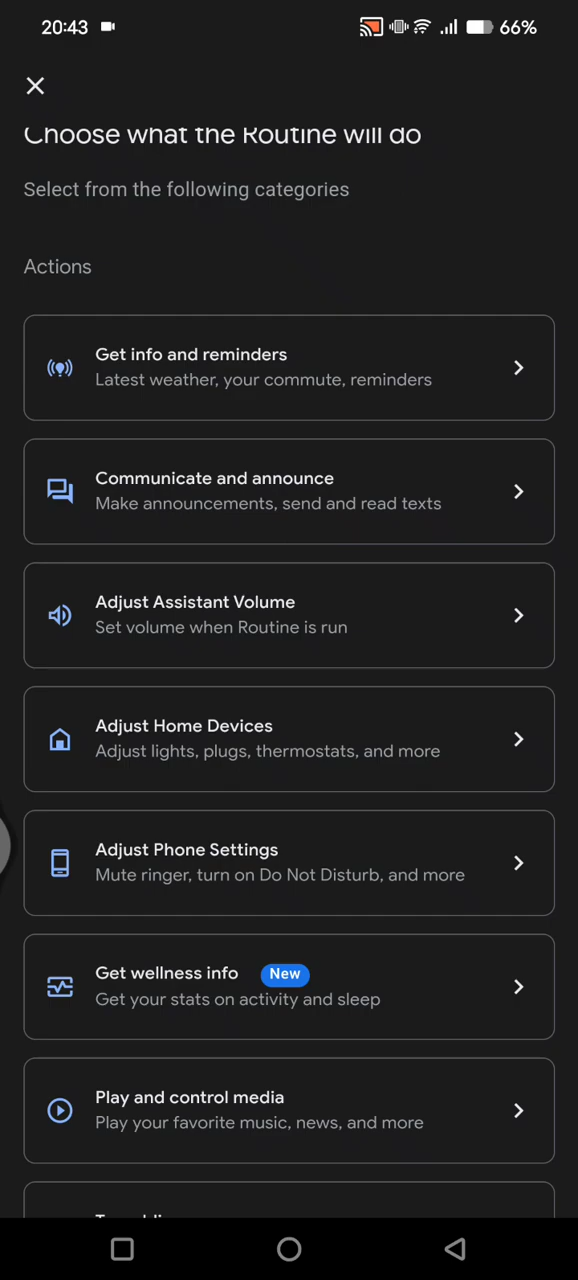 20:43
66%
Choose what the Routine will do
Select from the following categories
Actions
Get info and reminders
Latest weather, your commute, reminders
Communicate and announce
Make announcements, send and read texts
Adjust Assistant Volume
Set volume when Routine is run
Adjust Home Devices
Adjust lights, plugs, thermostats, and more
Adjust Phone Settings
Mute ringer, turn on Do Not Disturb, and more
Get wellness info New
Get your stats on activity and sleep
Play and control media
Play your favorite music, news, and more